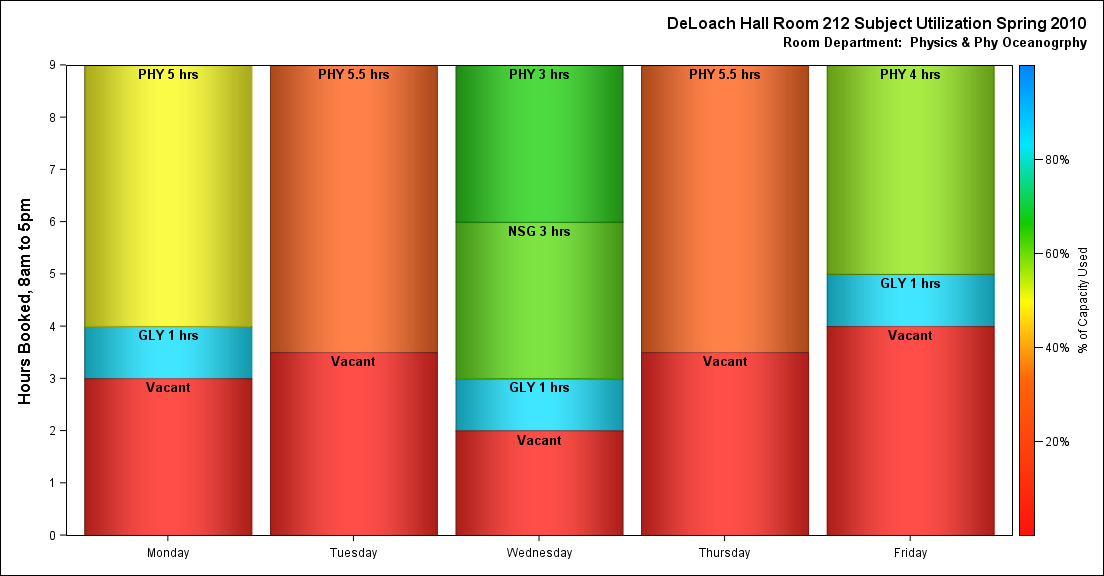 DeLoach Hall Room 212 Subject Utilization Spring 2010
Room Department:  Physics & Phy Oceanogrphy
Hours Booked, 8am to 5pm
9
8
7
6
5
4
3
2
1
0
PHY 5 hrs
GLY 1 hrs
Vacant
PHY 5.5 hrs
Vacant
PHY 3 hrs
NSG 3 hrs
GLY 1 hrs
Vacant
PHY 5.5 hrs
Vacant
PHY 4 hrs
GLY 1 hrs
Vacant
Monday
Tuesday
Wednesday
Thursday
Friday
80%
60%
40%
20%
% of Capacity Used